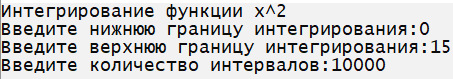 Интегрирование функции x^2
Введите нижнюю границу интегрирования:0
Введите верхнюю границу интегрирования:15
Введите количество интервалов:10000